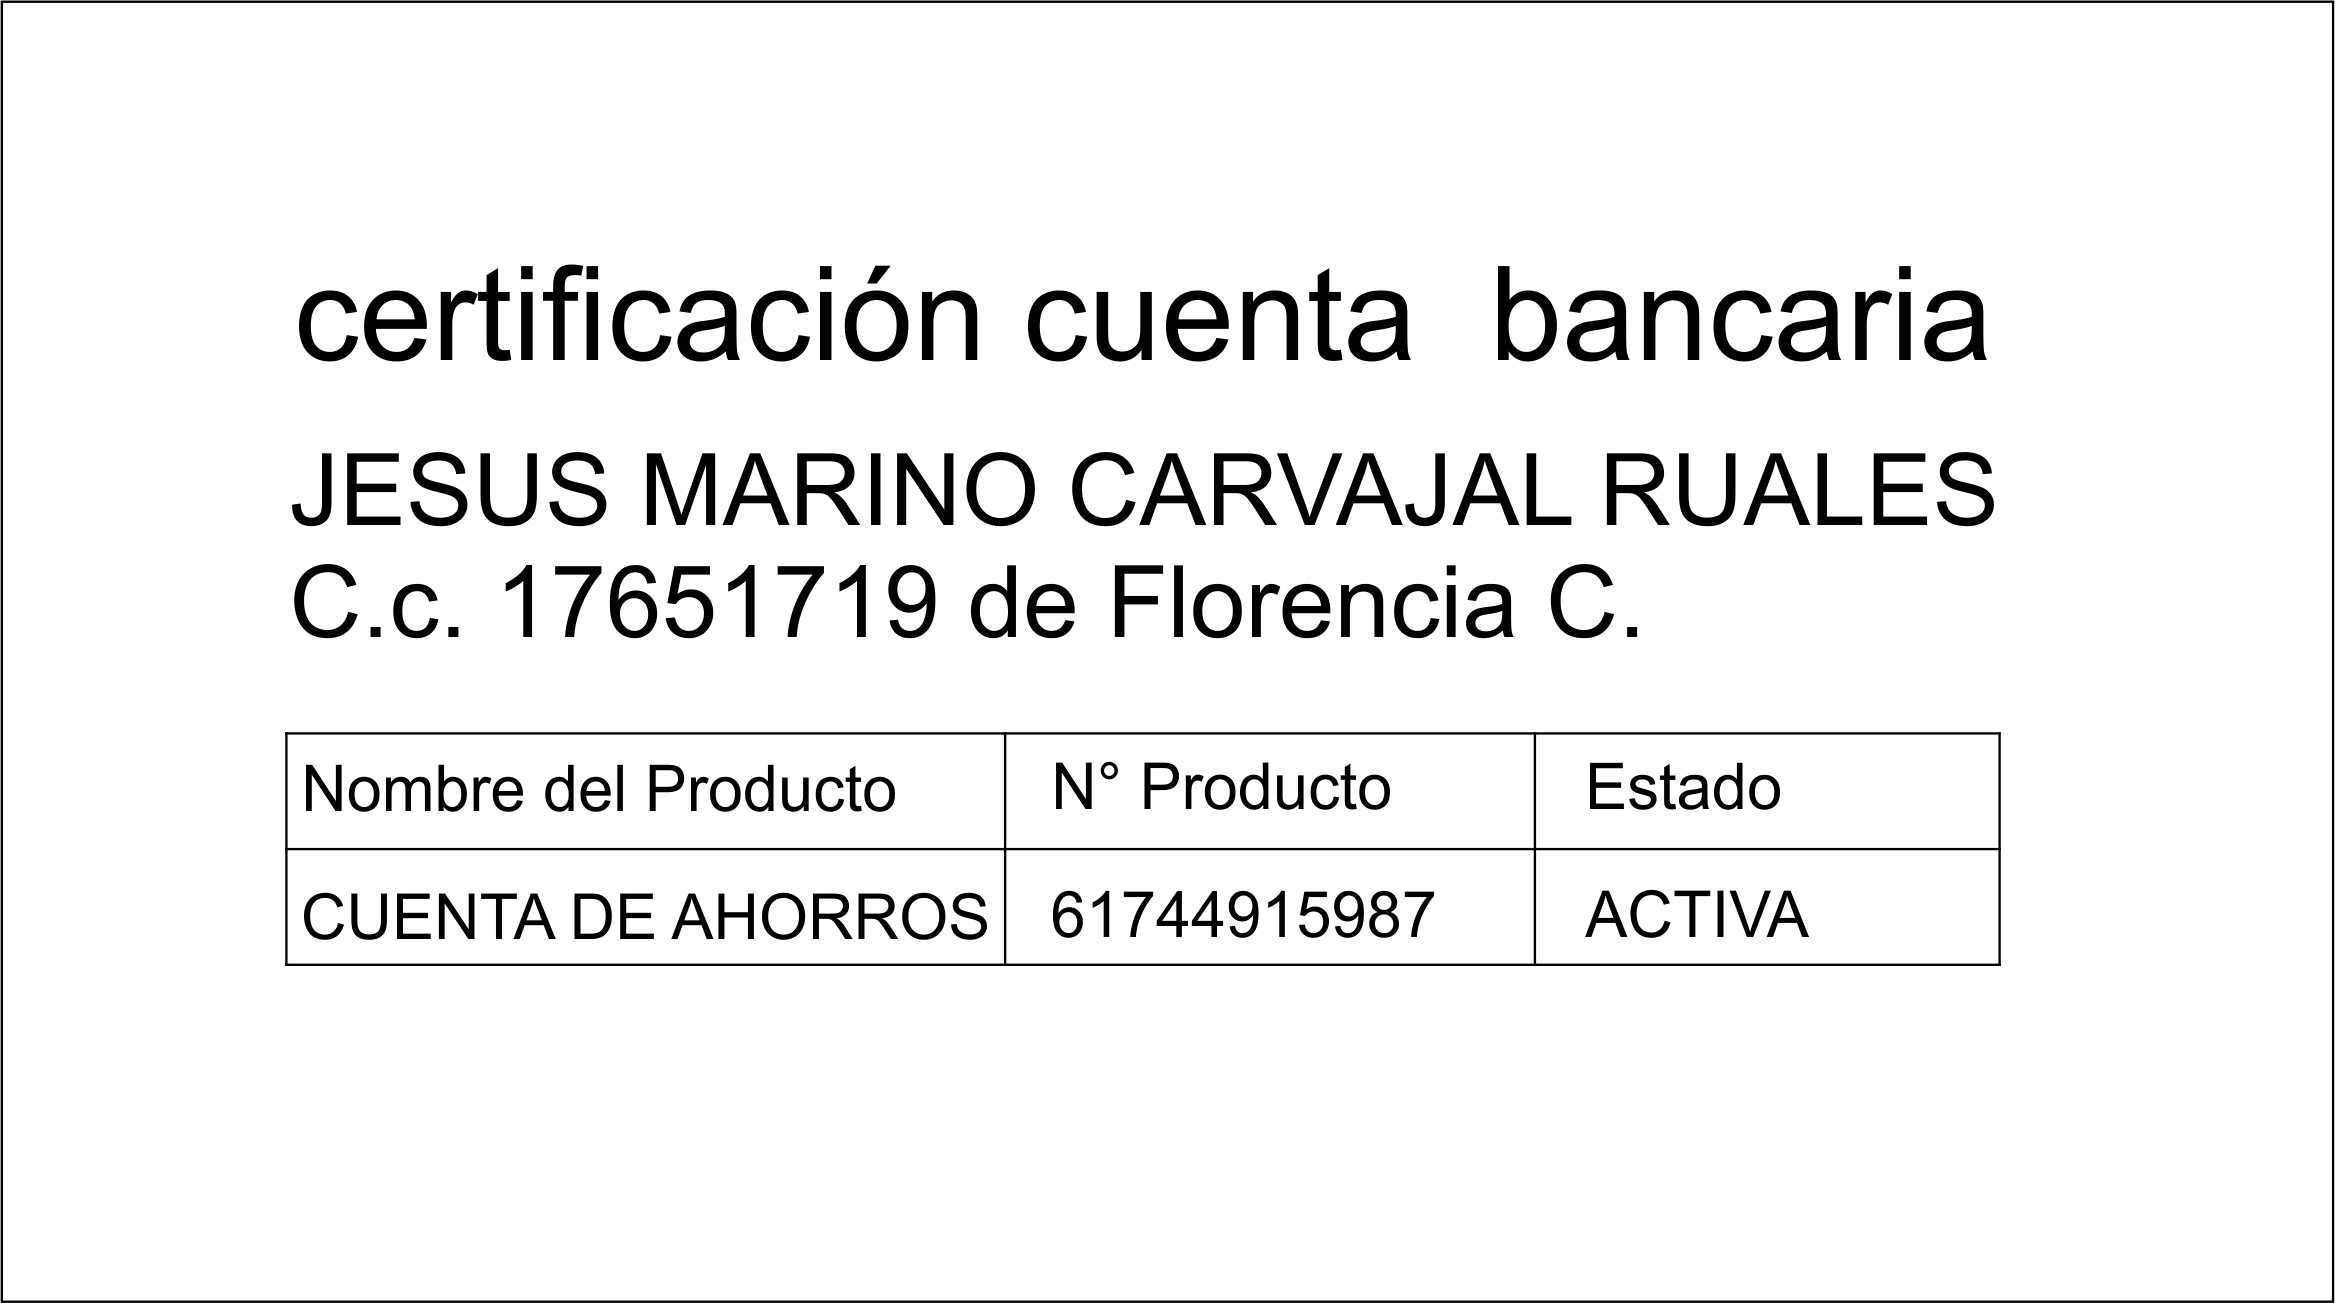 certificación cuenta  bancaria
JESUS MARINO CARVAJAL RUALES
C.c. 17651719 de Florencia C.
Nombre del Producto N° Producto Estado
CUENTA DE AHORROS 61744915987 ACTIVA